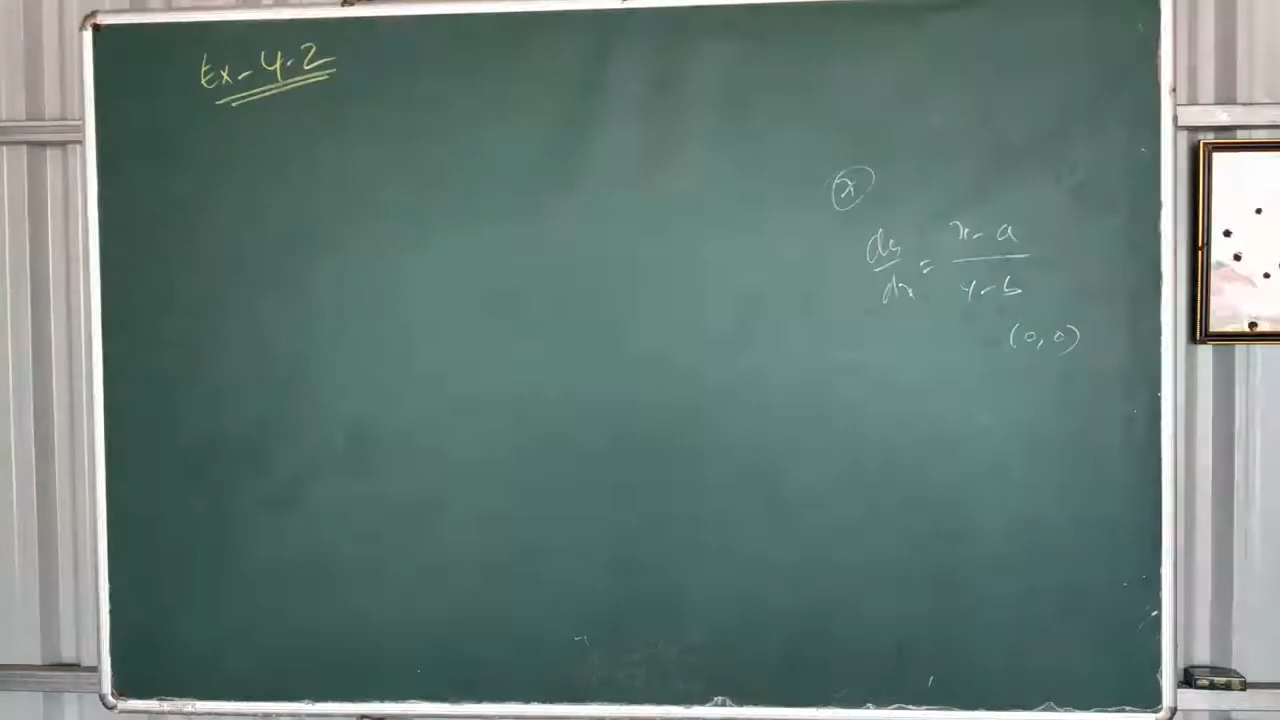 Ex-4.2
(x)
dy/dx = x-a/y-b
(0,0)